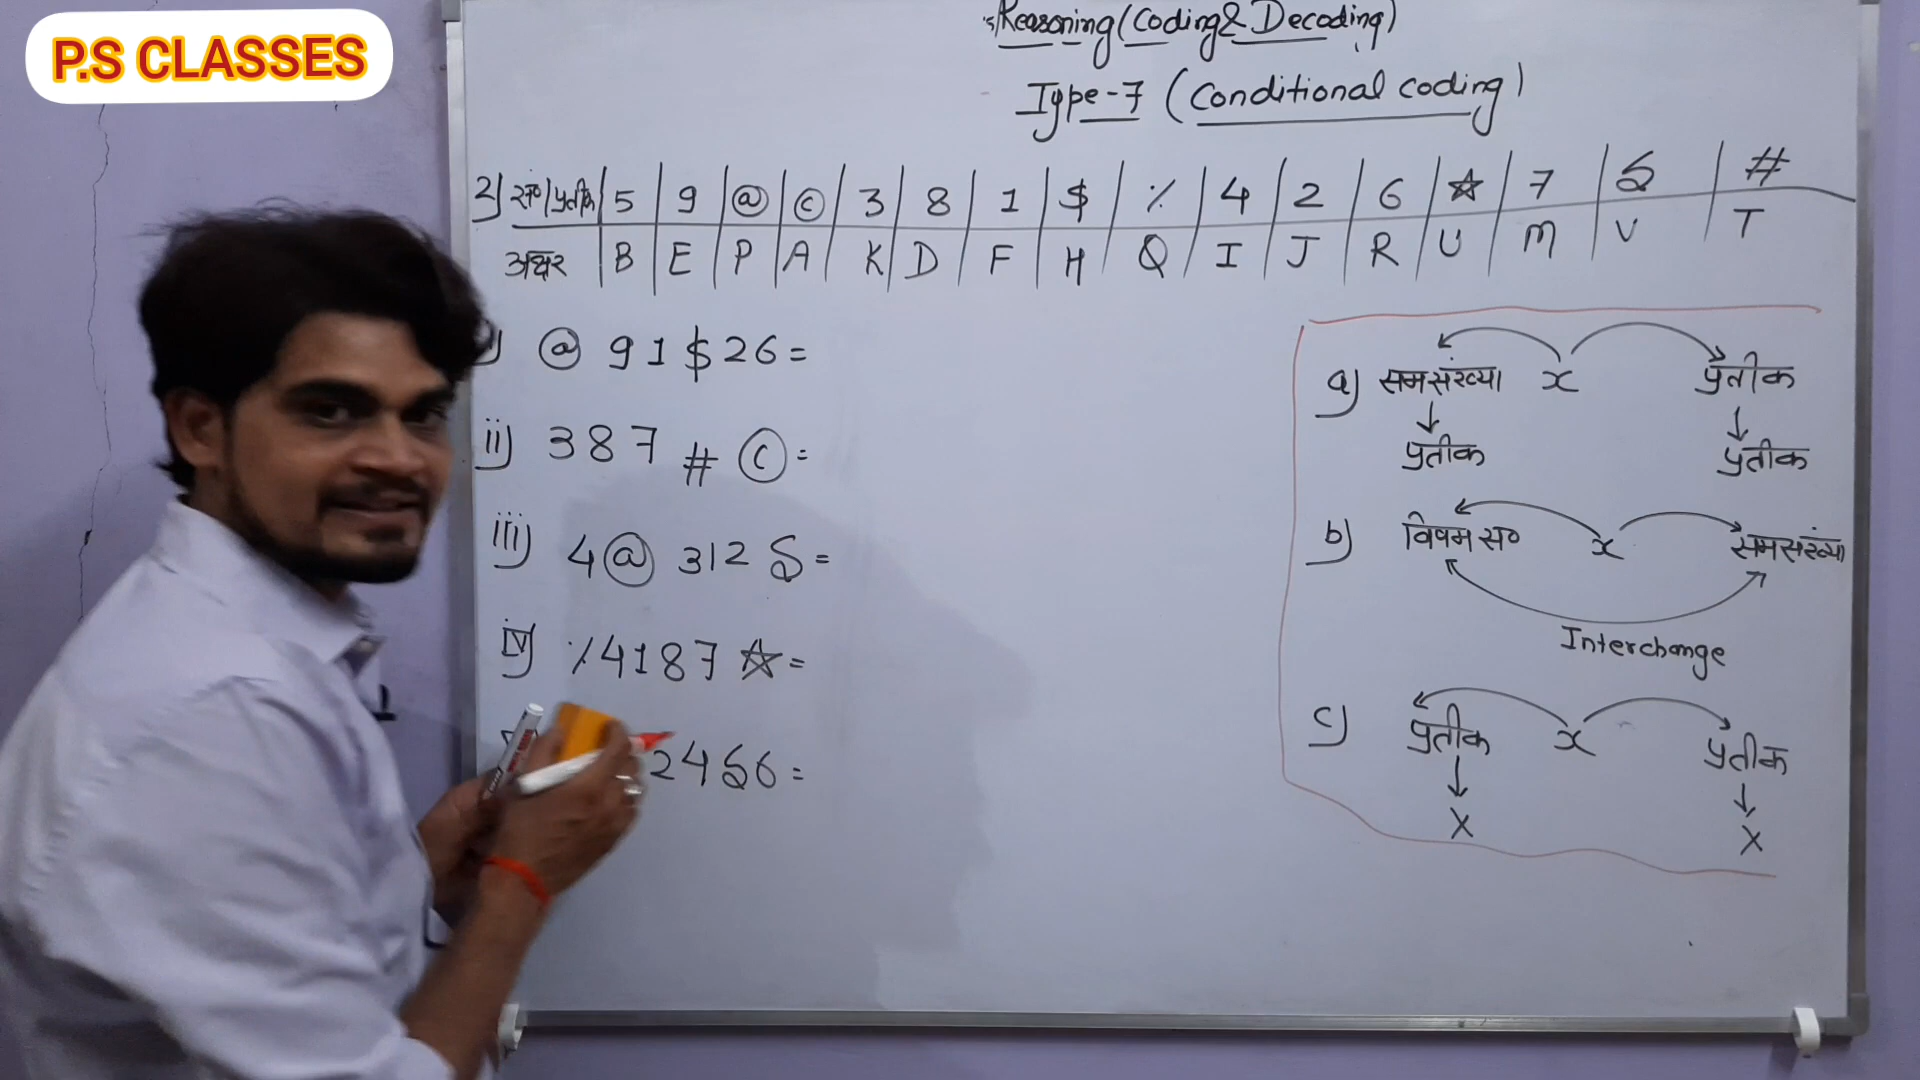 P.S CLASSES
Reasoning (Coding & Decoding)
Type-7 (Conditional coding)
2) सं०/प्रतीक 5 9 @ © 3 8 1 $ % 4 2 6 ☆ 7 S #
अक्षर B E P A K D F H Q I J R U M V T
@ 9 1 $ 2 6 =
ii) 3 8 7 # © =
iii) 4 @ 3 1 2 S =
iv) % 4 1 8 7 ☆ =
2 4 S 6 =
a) समसंख्या x प्रतीक
↓ ↓
प्रतीक प्रतीक
b) विषम सं० x समसंख्या
Interchange
c) प्रतीक x प्रतीक
↓ ↓
X X